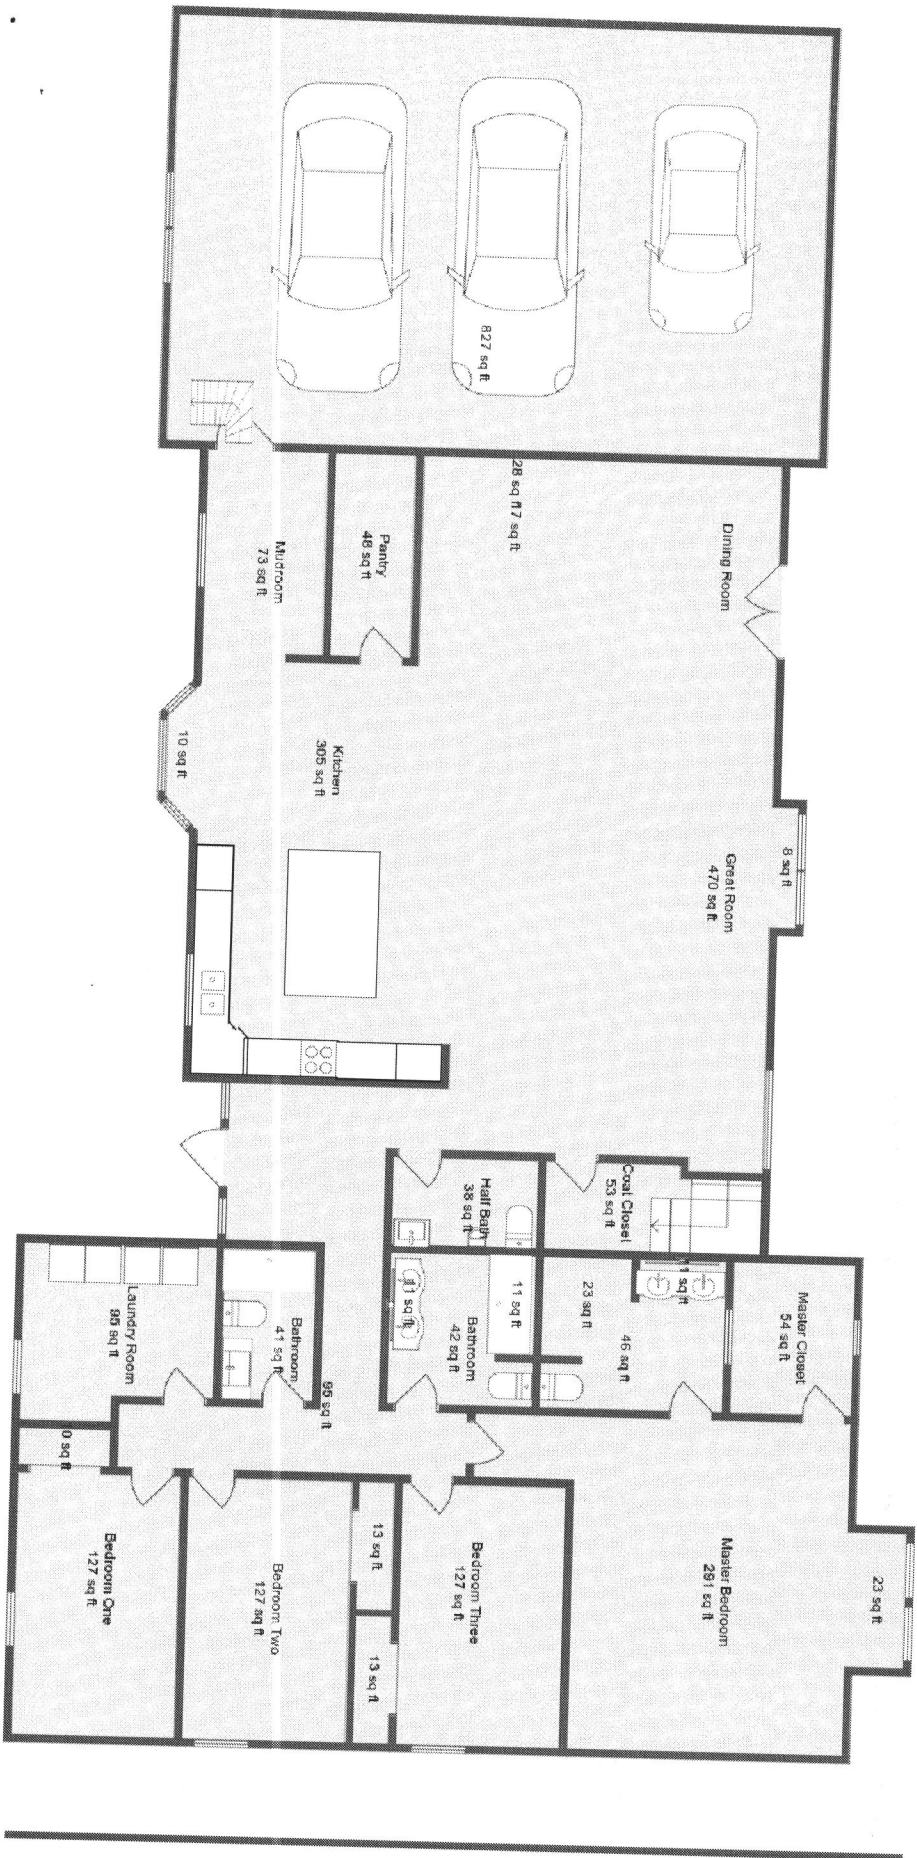 827 sq ft
28 sq ft
17 sq ft
Dining Room
Pantry
48 sq ft
Mudroom
73 sq ft
Kitchen
305 sq ft
10 sq ft
8 sq ft
Great Room
470 sq ft
Coat Closet
53 sq ft
Half Bath
38 sq ft
Master Closet
54 sq ft
46 sq ft
23 sq ft
11 sq ft
Bathroom
42 sq ft
11 sq ft
Bathroom
41 sq ft
Laundry Room
95 sq ft
95 sq ft
23 sq ft
Master Bedroom
291 sq ft
Bedroom Three
127 sq ft
13 sq ft
13 sq ft
Bedroom Two
127 sq ft
Bedroom One
127 sq ft